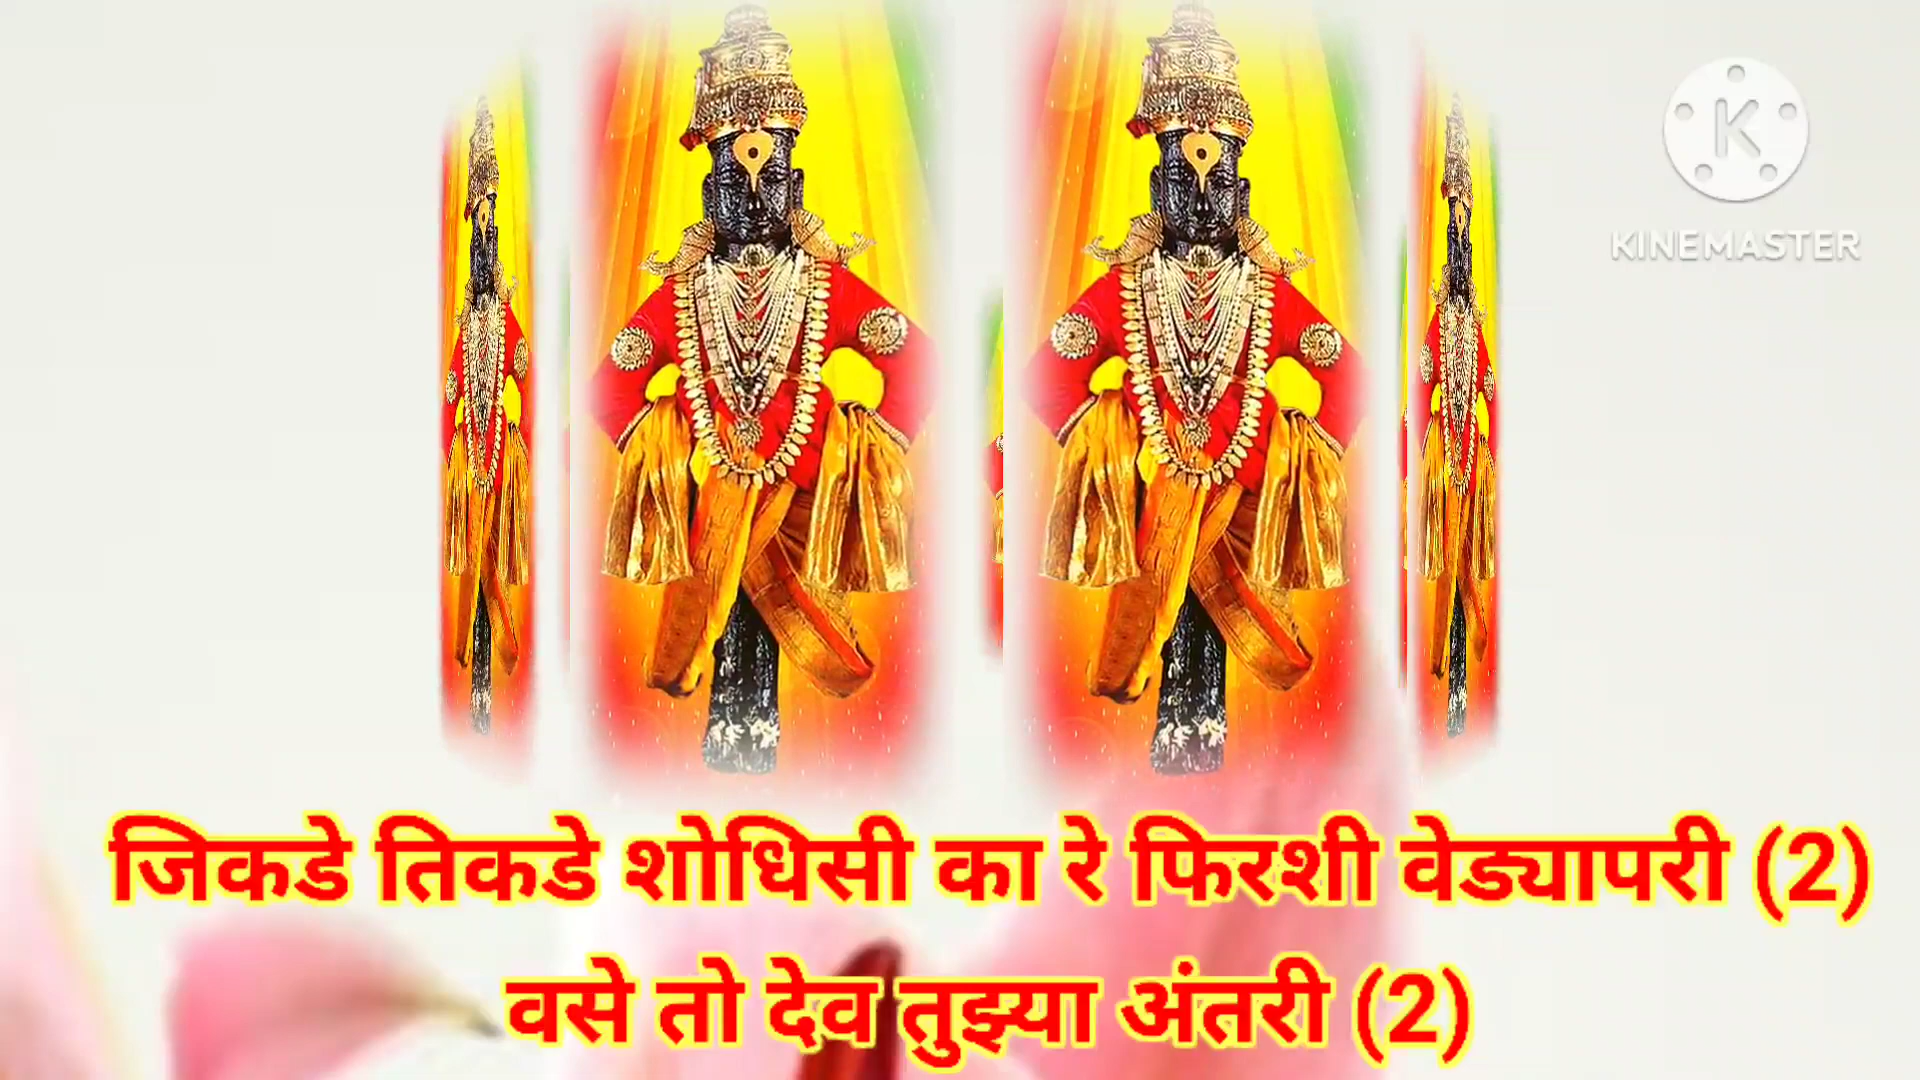 K
KINEMASTER
जिकडे तिकडे शोधिसी का रे फिरशी वेड्यापरी (2)
वसे तो देव तुझ्या अंतरी (2)